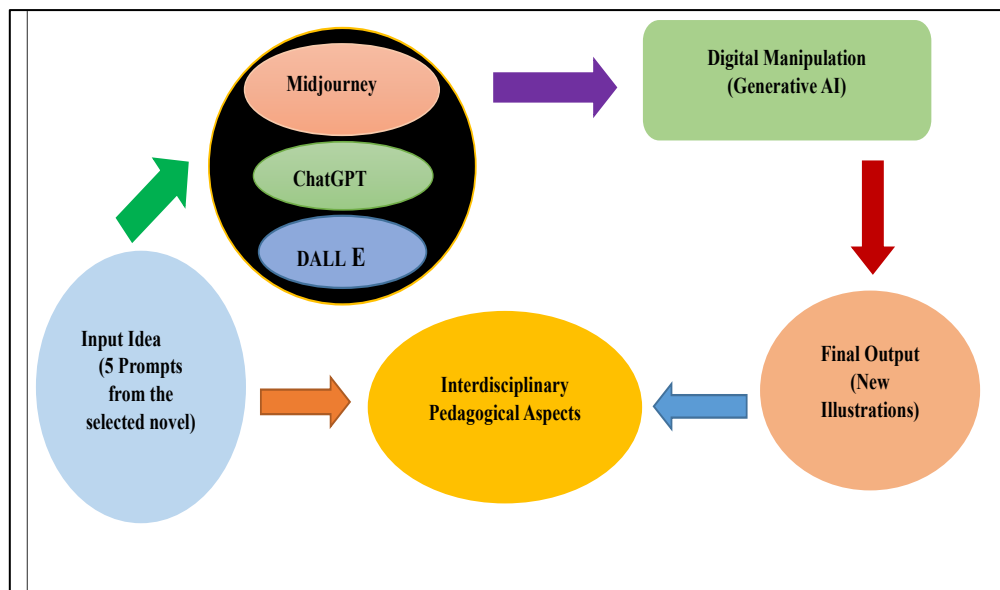 Midjourney
ChatGPT
DALL E
Digital Manipulation
(Generative AI)
Input Idea
(5 Prompts
from the
selected novel)
Interdisciplinary
Pedagogical Aspects
Final Output
(New
Illustrations)